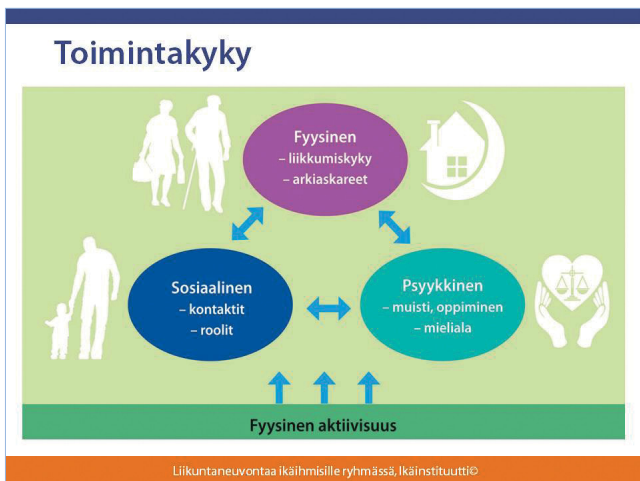 Toimintakyky
Fyysinen
– liikkumiskyky
– arkiaskareet
Sosiaalinen
– kontaktit
– roolit
Psyykkinen
– muisti, oppiminen
– mieliala
Fyysinen aktiivisuus
Liikuntaneuvontaa ikäihmisille ryhmässä, Ikäinstituutti©